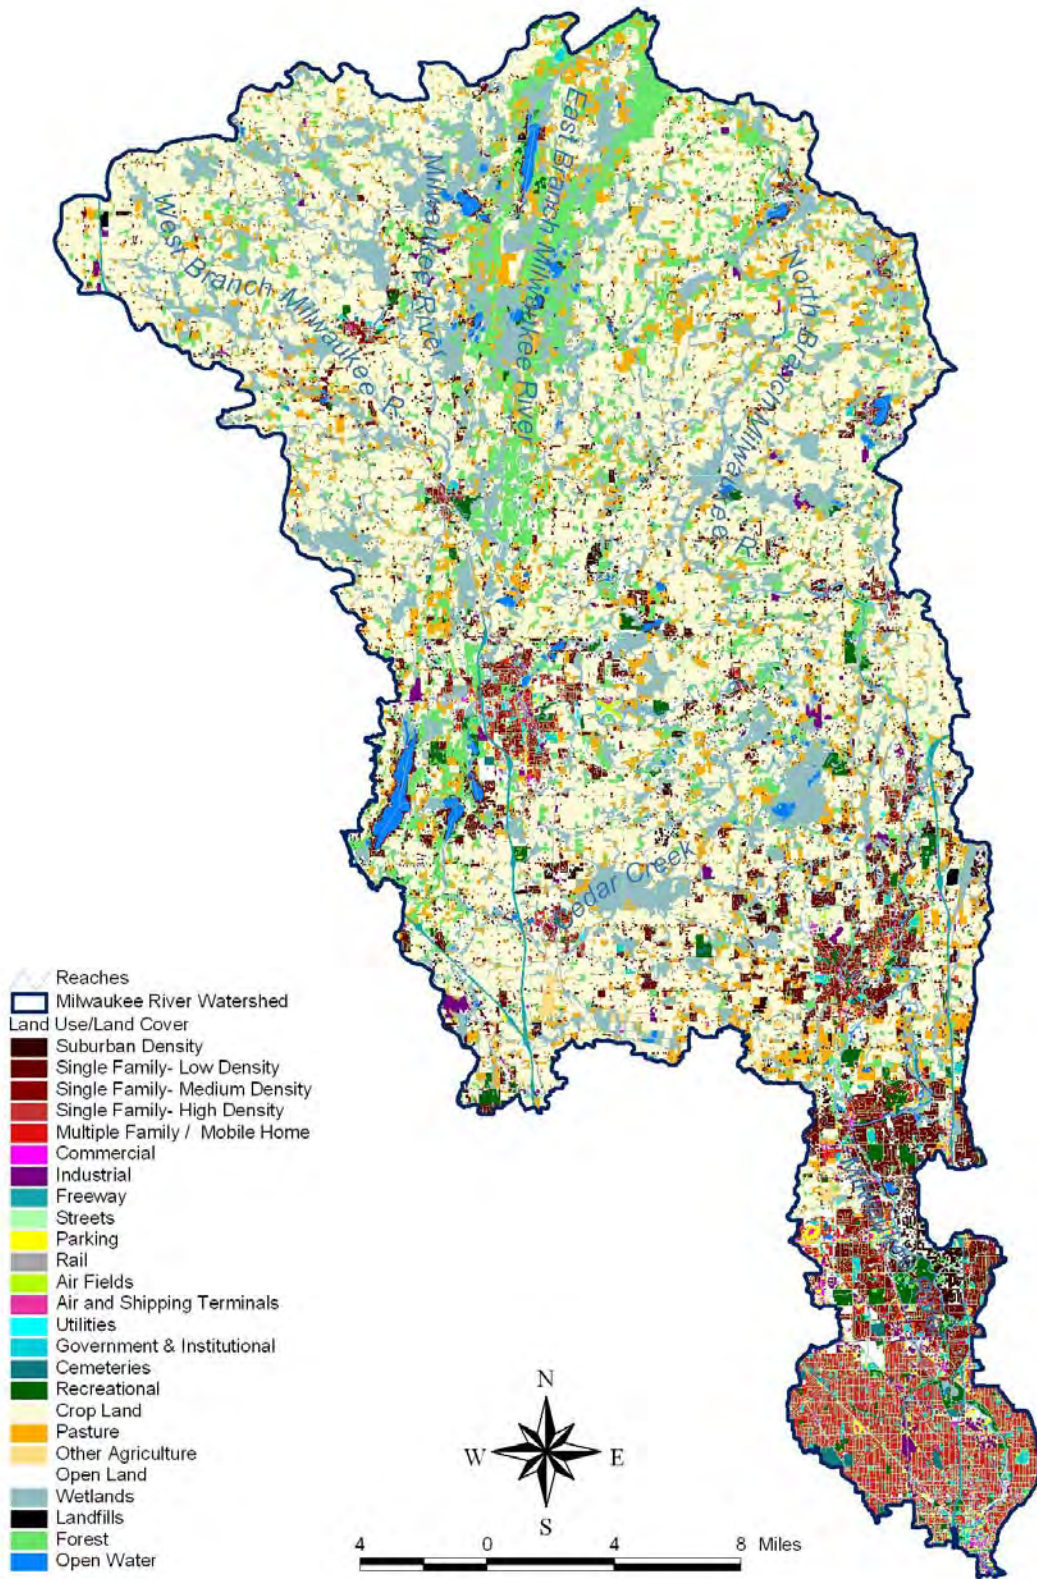 East Branch Milwaukee River
Milwaukee River
West Branch Milwaukee R.
North Branch Milwaukee R.
Cedar Creek
Reaches
Milwaukee River Watershed
Land Use/Land Cover
Suburban Density
Single Family- Low Density
Single Family- Medium Density
Single Family- High Density
Multiple Family / Mobile Home
Commercial
Industrial
Freeway
Streets
Parking
Rail
Air Fields
Air and Shipping Terminals
Utilities
Government & Institutional
Cemeteries
Recreational
Crop Land
Pasture
Other Agriculture
Open Land
Wetlands
Landfills
Forest
Open Water
N
W E
S
4 0 4 8 Miles